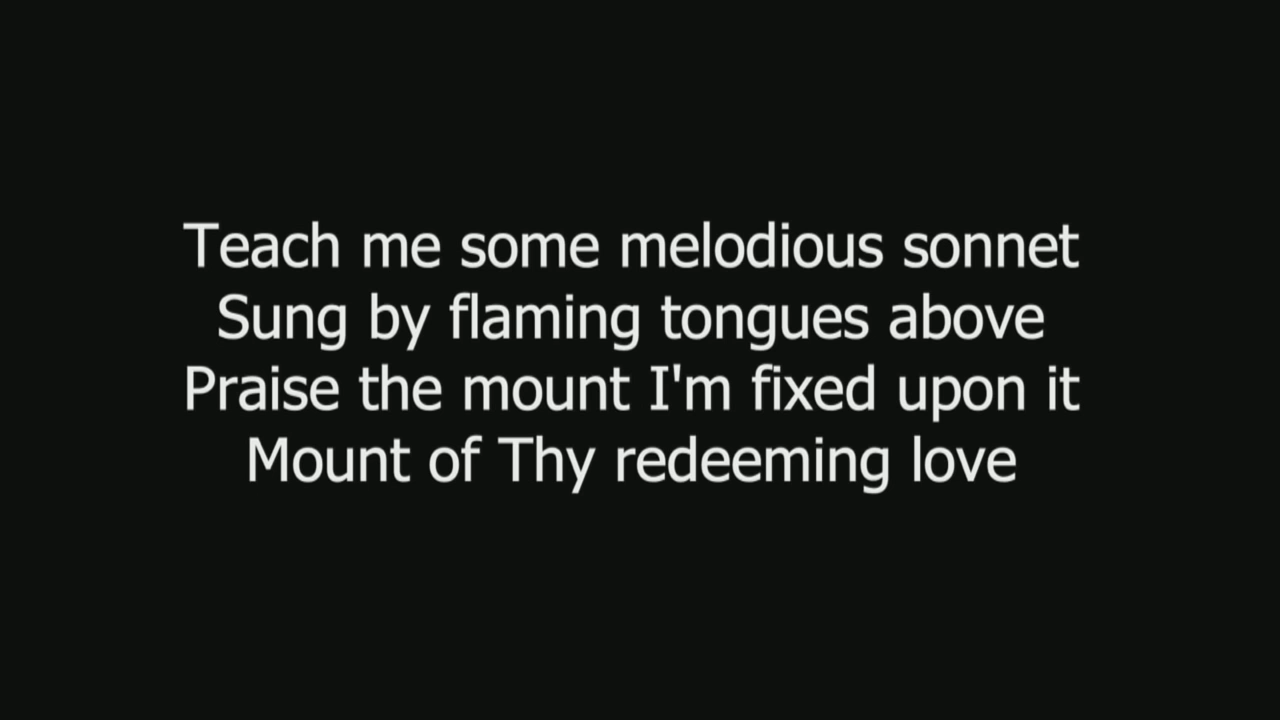 Teach me some melodious sonnet
Sung by flaming tongues above
Praise the mount I'm fixed upon it
Mount of Thy redeeming love